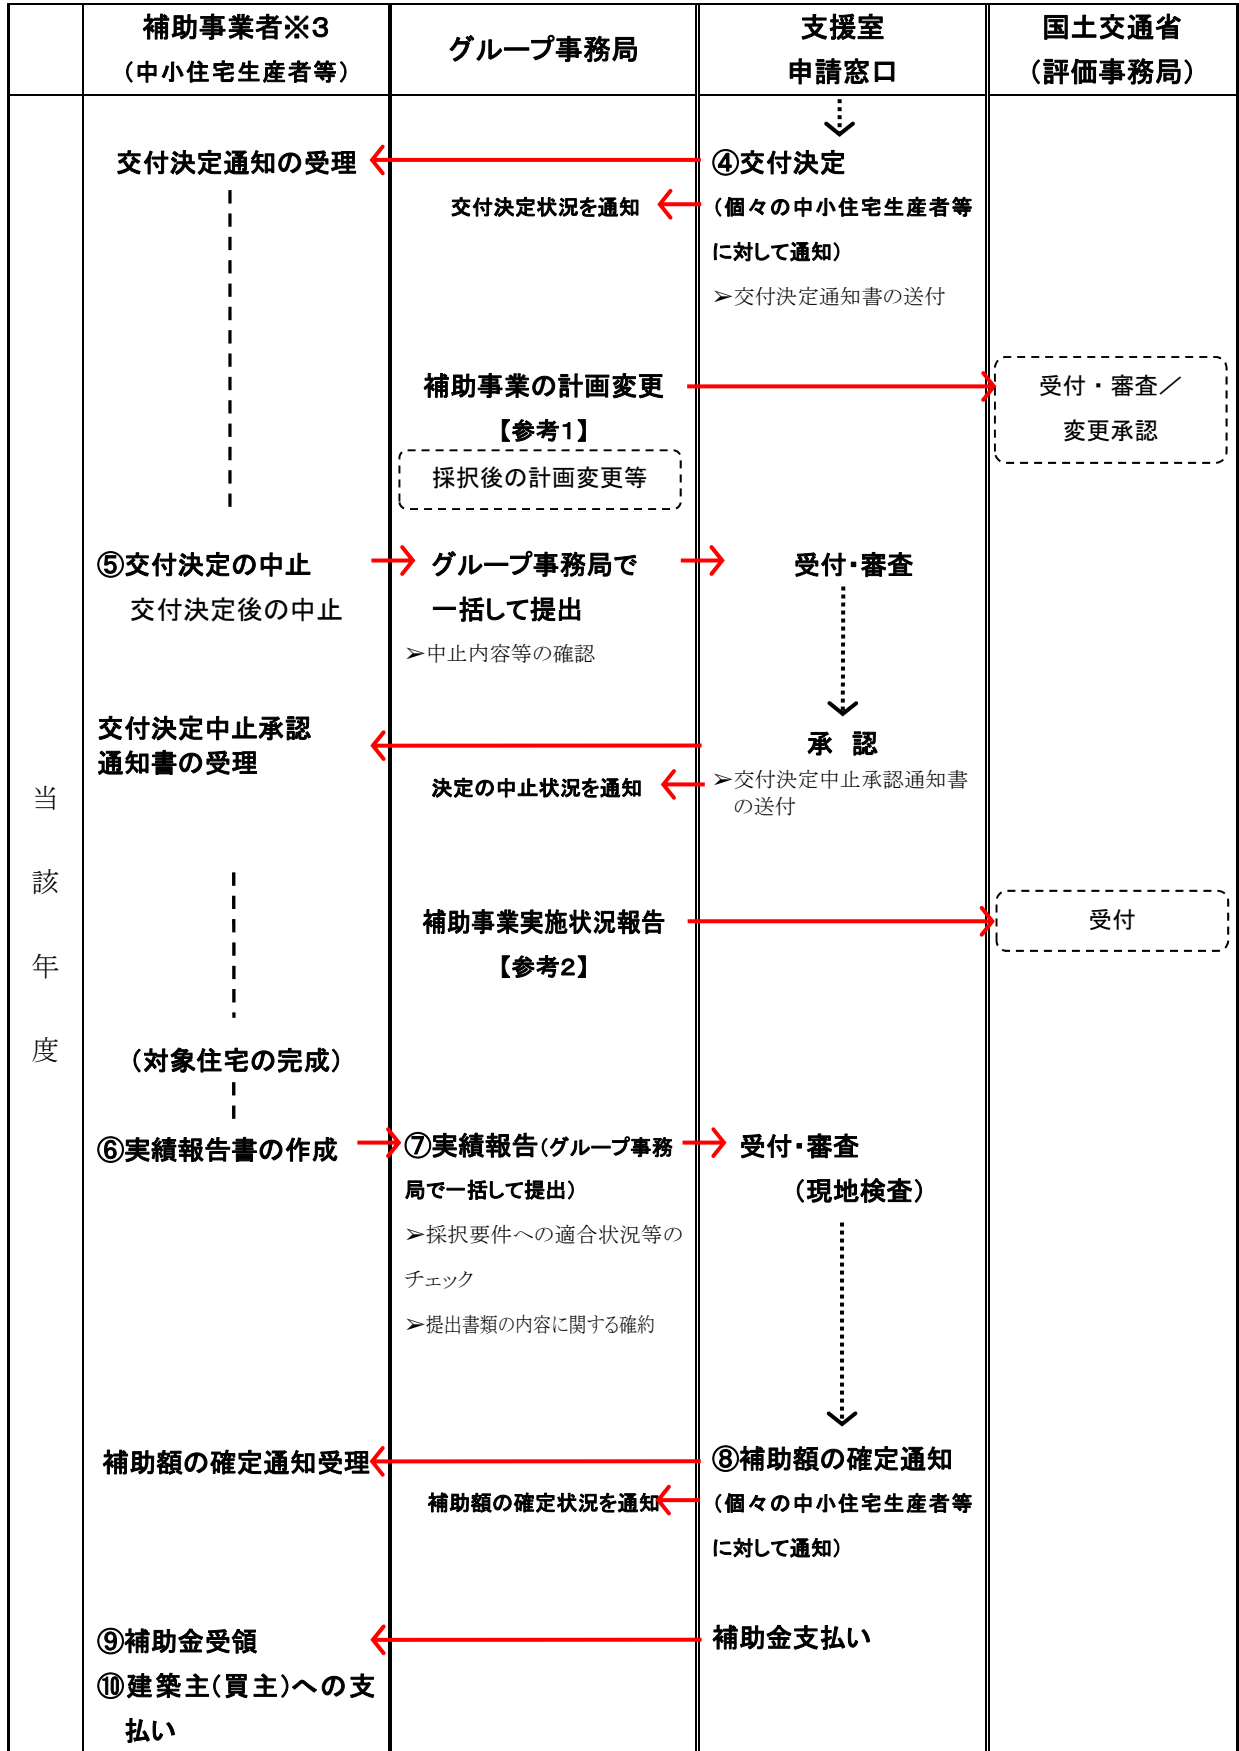 補助事業者※3
（中小住宅生産者等）
グループ事務局
支援室
申請窓口
国土交通省
（評価事務局）
当
該
年
度
交付決定通知の受理
④交付決定
交付決定状況を通知
（個々の中小住宅生産者等
に対して通知）
➢交付決定通知書の送付
補助事業の計画変更
【参考1】
採択後の計画変更等
受付・審査／
変更承認
⑤交付決定の中止
交付決定後の中止
グループ事務局で
一括して提出
➢中止内容等の確認
受付・審査
交付決定中止承認
通知書の受理
承　認
決定の中止状況を通知
➢交付決定中止承認通知書
の送付
補助事業実施状況報告
【参考2】
受付
（対象住宅の完成）
⑥実績報告書の作成
⑦実績報告（グループ事務
局で一括して提出）
➢採択要件への適合状況等の
チェック
➢提出書類の内容に関する確約
受付・審査
（現地検査）
補助額の確定通知受理
⑧補助額の確定通知
補助額の確定状況を通知
（個々の中小住宅生産者等
に対して通知）
⑨補助金受領
補助金支払い
⑩建築主（買主）への支
払い